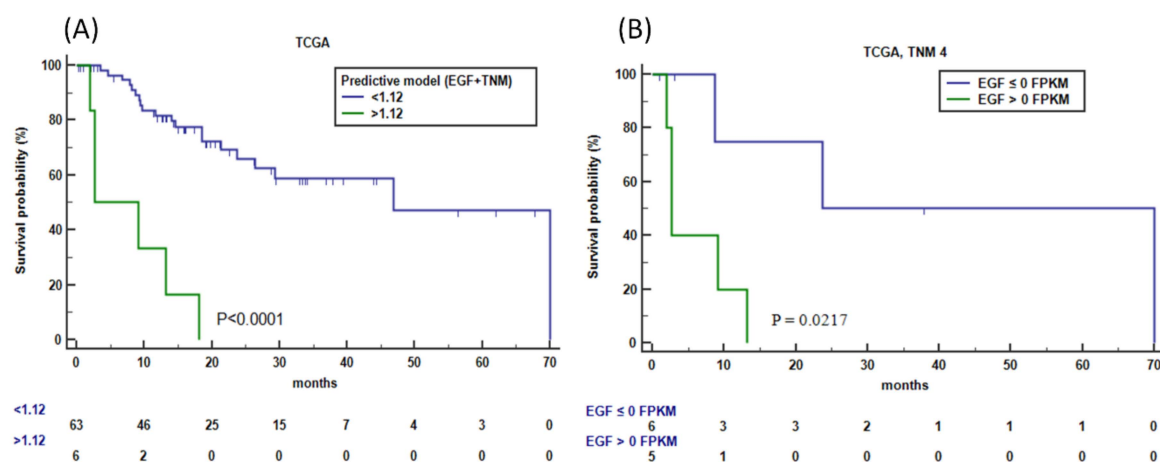 (A)
TCGA
Predictive model (EGF+TNM)
<1.12
>1.12
Survival probability (%)
100
80
60
40
20
0
P<0.0001
0 10 20 30 40 50 60 70
months
<1.12
63 46 25 15 7 4 3 0
>1.12
6 2 0 0 0 0 0 0
(B)
TCGA, TNM 4
EGF ≤ 0 FPKM
EGF > 0 FPKM
Survival probability (%)
100
80
60
40
20
0
P = 0.0217
0 10 20 30 40 50 60 70
months
EGF ≤ 0 FPKM
6 3 3 2 1 1 1 0
EGF > 0 FPKM
5 1 0 0 0 0 0 0